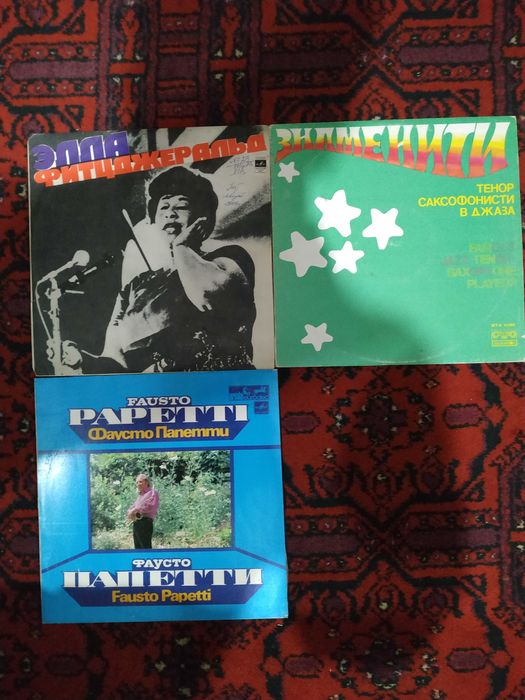 ЭЛЛА
ФИТЦДЖЕРАЛЬД
ЗНАМЕНИТИ
ТЕНОР
САКСОФОНИСТИ
В ДЖАЗА
FAMOUS
JAZZ TENOR
SAXOPHONE
PLAYERS
FAUSTO
PAPETTI
Фаусто Папетти
ФАУСТО
ПАПЕТТИ
Fausto Papetti